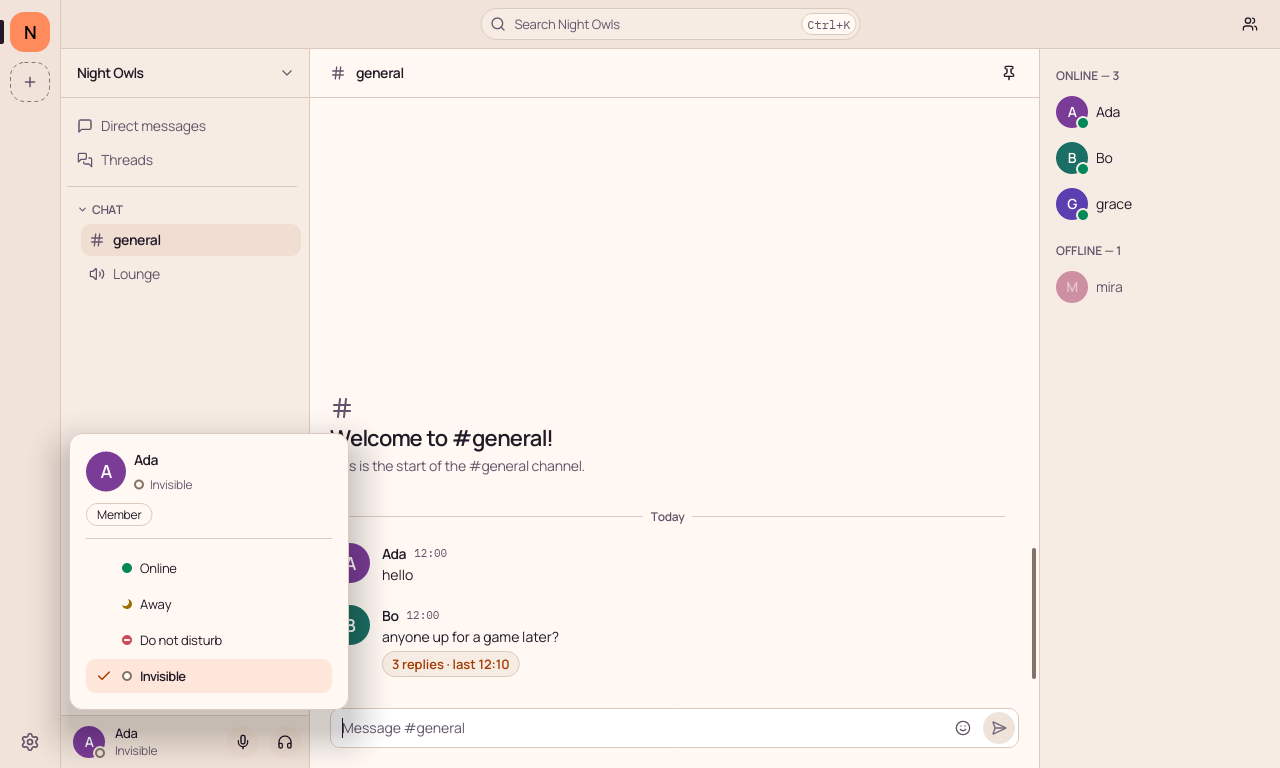 N
Search Night Owls
Ctrl+K
Night Owls
Direct messages
Threads
CHAT
general
Lounge
general
Welcome to #general!
s is the start of the #general channel.
Today
A
Ada 12:00
hello
B
Bo 12:00
anyone up for a game later?
3 replies · last 12:10
Message #general
A
Ada
Invisible
Member
Online
Away
Do not disturb
Invisible
A
Ada
Invisible
ONLINE — 3
A
Ada
B
Bo
G
grace
OFFLINE — 1
M
mira